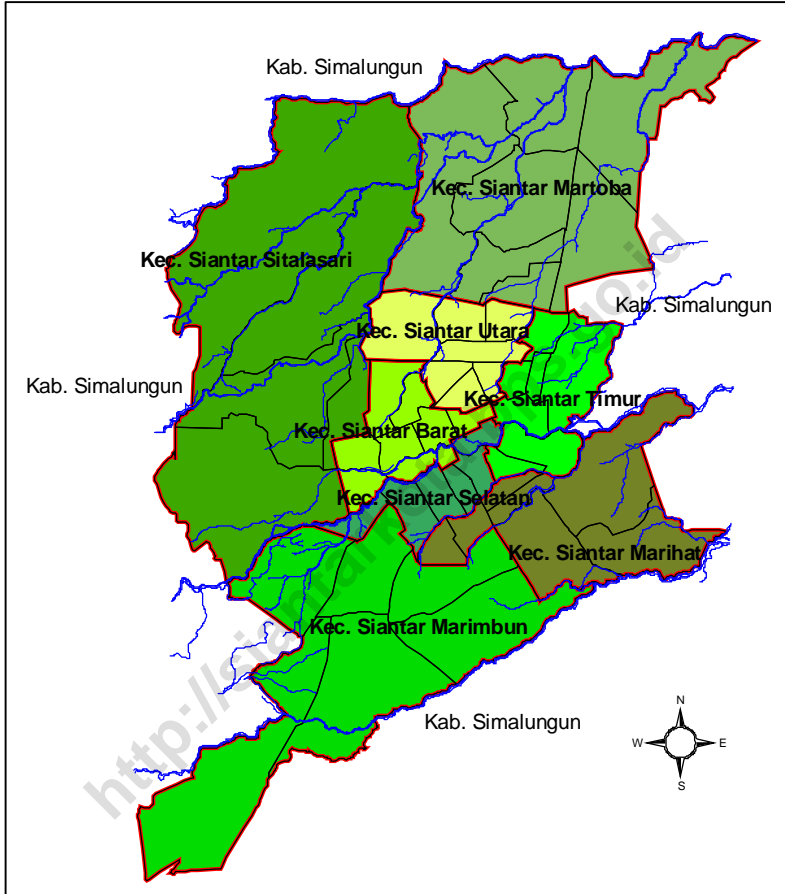 Kab. Simalungun
Kec. Siantar Martoba
Kec. Siantar Sitalasari
Kab. Simalungun
Kec. Siantar Utara
Kab. Simalungun
Kec. Siantar Timur
Kec. Siantar Barat
Kec. Siantar Selatan
Kec. Siantar Marihat
Kec. Siantar Marimbun
Kab. Simalungun
N
W
E
S